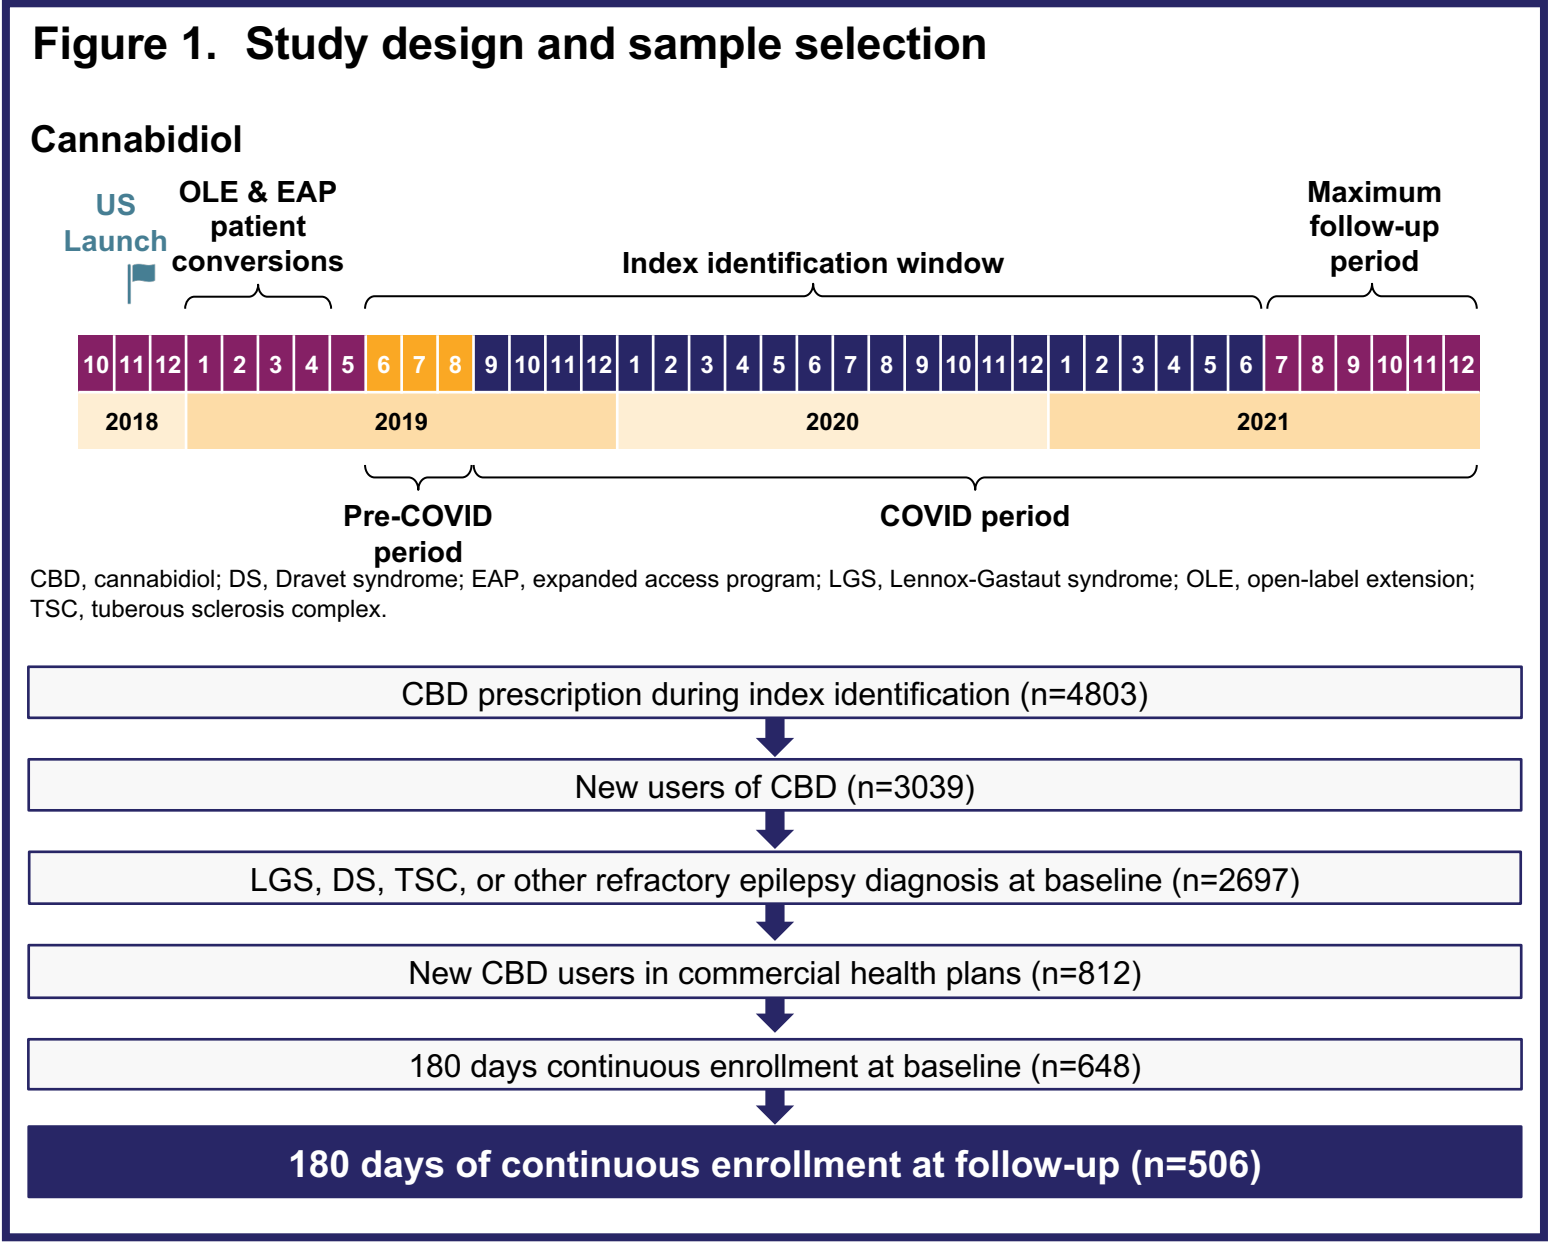 Figure 1. Study design and sample selection
Cannabidiol
US
Launch
OLE & EAP
patient
conversions
Index identification window
Maximum
follow-up
period
10 11 12 1 2 3 4 5 6 7 8 9 10 11 12 1 2 3 4 5 6 7 8 9 10 11 12 1 2 3 4 5 6 7 8 9 10 11 12
2018 2019 2020 2021
Pre-COVID
period
COVID period
CBD, cannabidiol; DS, Dravet syndrome; EAP, expanded access program; LGS, Lennox-Gastaut syndrome; OLE, open-label extension;
TSC, tuberous sclerosis complex.
CBD prescription during index identification (n=4803)
New users of CBD (n=3039)
LGS, DS, TSC, or other refractory epilepsy diagnosis at baseline (n=2697)
New CBD users in commercial health plans (n=812)
180 days continuous enrollment at baseline (n=648)
180 days of continuous enrollment at follow-up (n=506)